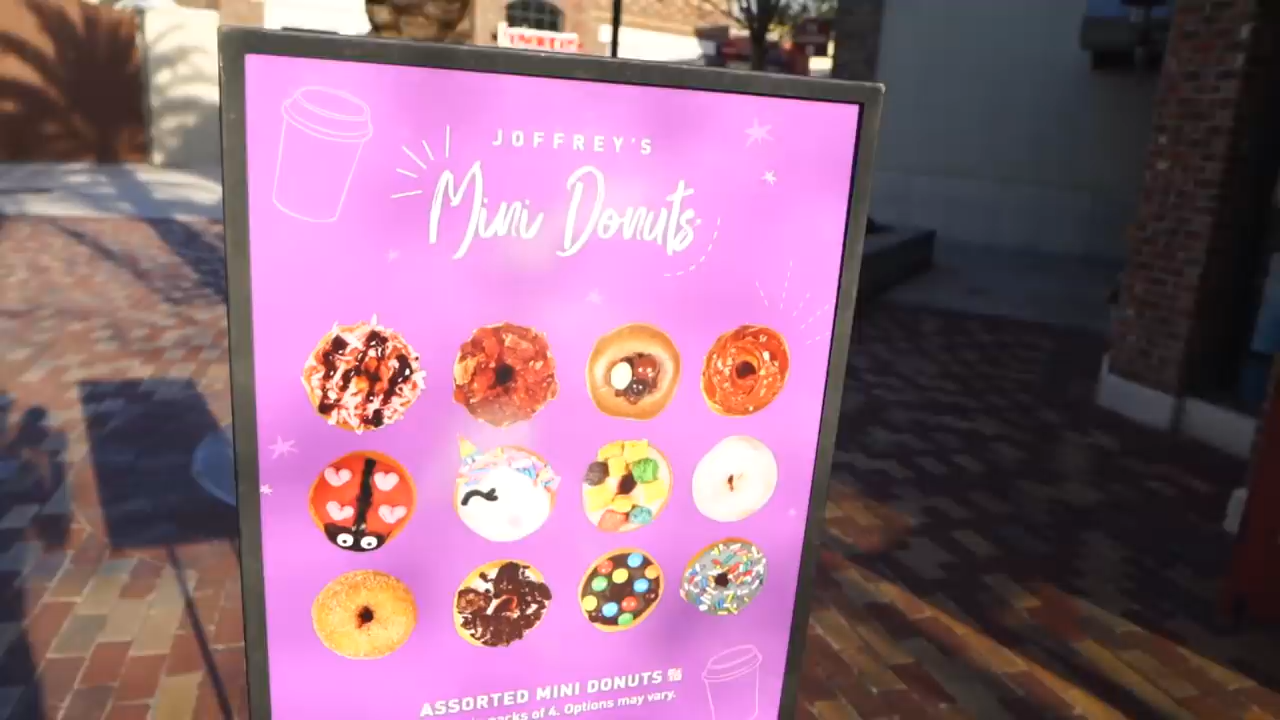 JOFFREY'S
Mini Donuts
ASSORTED MINI DONUTS
packs of 4. Options may vary.